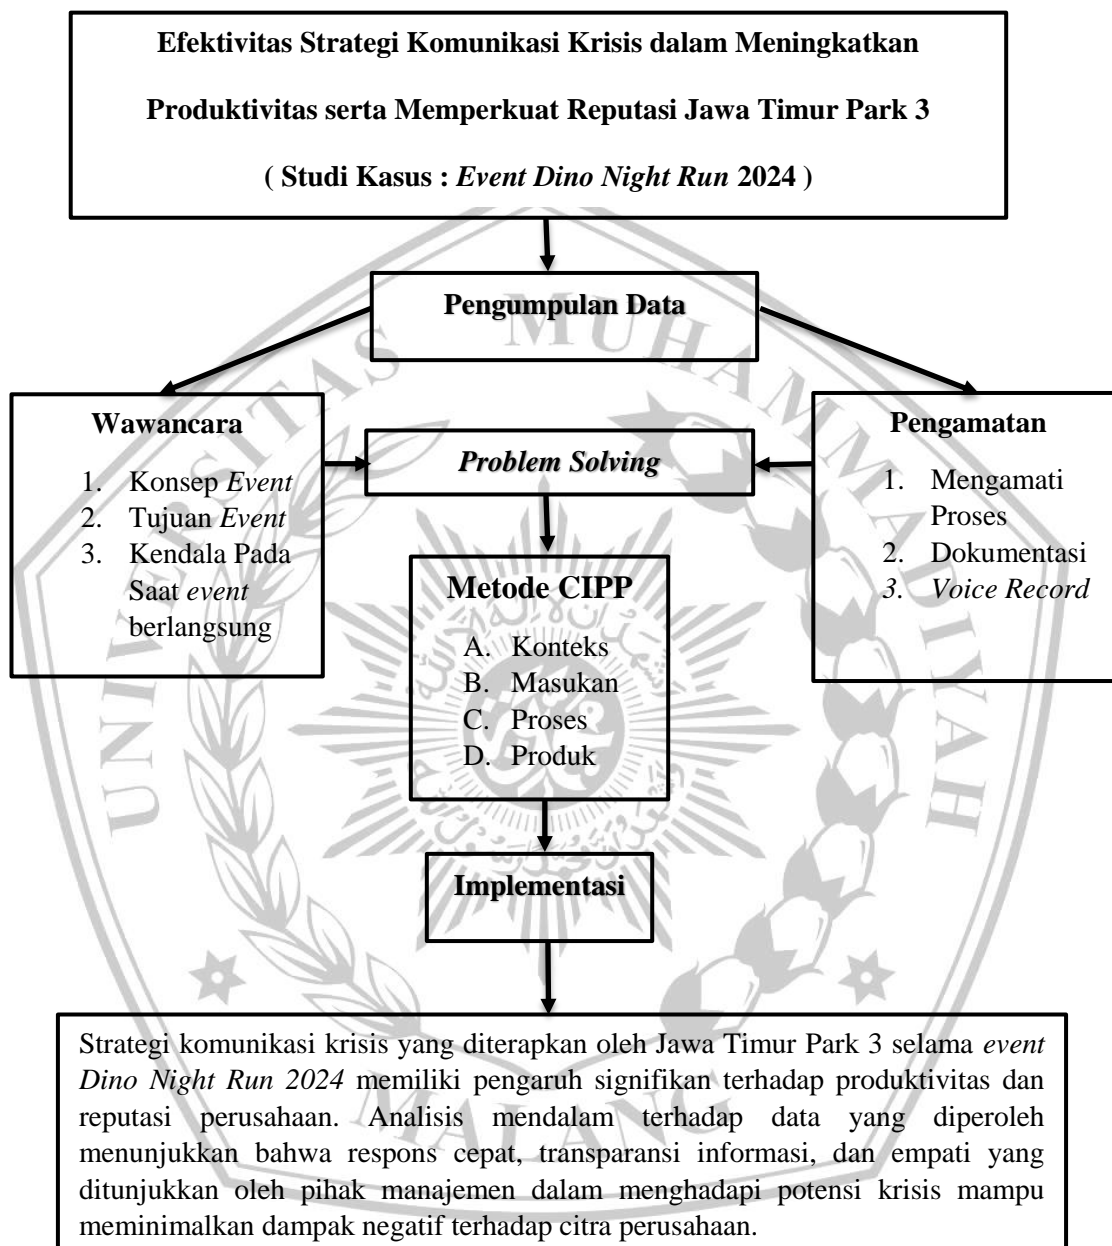 Efektivitas Strategi Komunikasi Krisis dalam Meningkatkan
Produktivitas serta Memperkuat Reputasi Jawa Timur Park 3
( Studi Kasus : Event Dino Night Run 2024 )
Pengumpulan Data
Wawancara
1. Konsep Event
2. Tujuan Event
3. Kendala Pada
Saat event
berlangsung
Problem Solving
Pengamatan
1. Mengamati
Proses
2. Dokumentasi
3. Voice Record
Metode CIPP
A. Konteks
B. Masukan
C. Proses
D. Produk
Implementasi
Strategi komunikasi krisis yang diterapkan oleh Jawa Timur Park 3 selama event
Dino Night Run 2024 memiliki pengaruh signifikan terhadap produktivitas dan
reputasi perusahaan. Analisis mendalam terhadap data yang diperoleh
menunjukkan bahwa respons cepat, transparansi informasi, dan empati yang
ditunjukkan oleh pihak manajemen dalam menghadapi potensi krisis mampu
meminimalkan dampak negatif terhadap citra perusahaan.
UNIVERSITAS MUHAMMADIYAH
MALANG